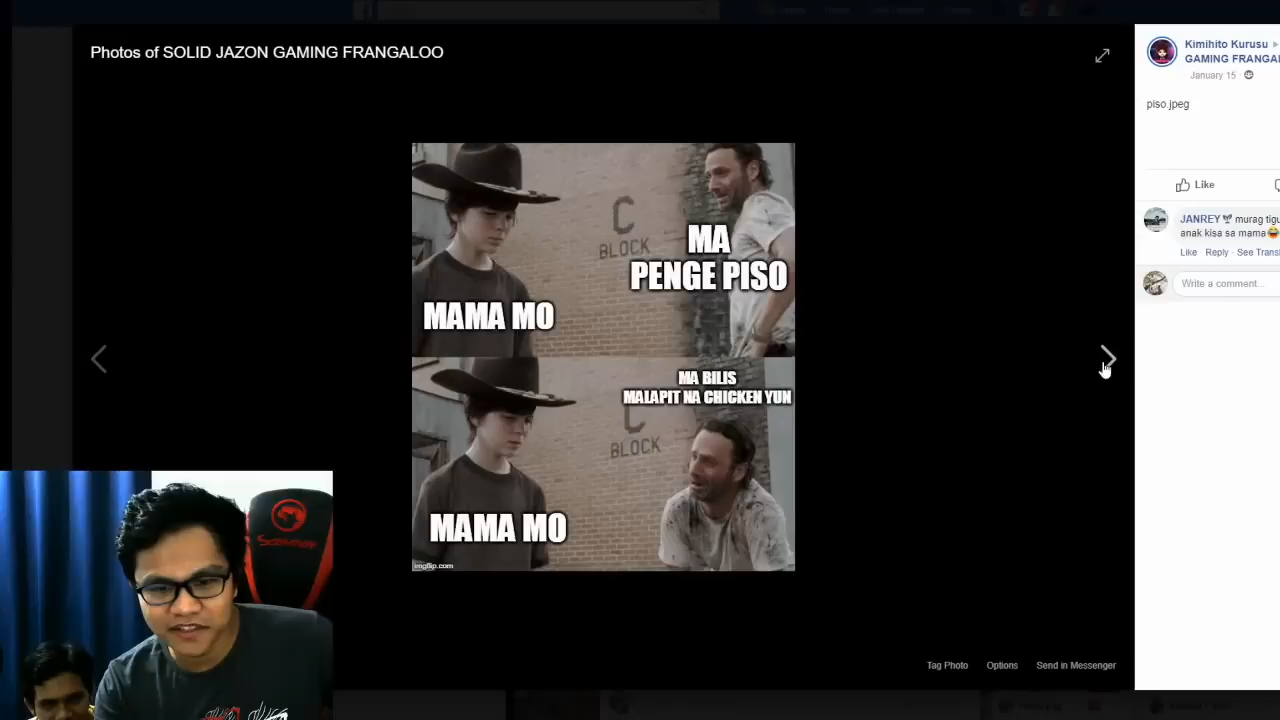 Photos of SOLID JAZON GAMING FRANGALOO
Kimihito Kurusu
GAMING FRANGAL
January 15
piso.jpeg
Like
JANREY murag tigu
anak kisa sa mama
Like Reply See Transl
Write a comment...
C
BLOCK
MA
PENGE PISO
MAMA MO
MA BILIS
MALAPIT NA CHICKEN YUN
C
BLOCK
MAMA MO
imgflip.com
Tag Photo Options Send in Messenger